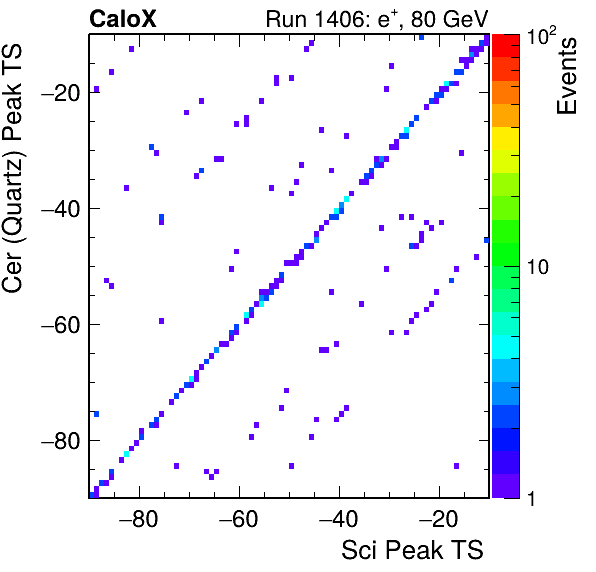 CaloX Run 1406: e⁺, 80 GeV
Cer (Quartz) Peak TS
−20
−40
−60
−80
−80 −60 −40 −20
Sci Peak TS
10²
10
1
Events